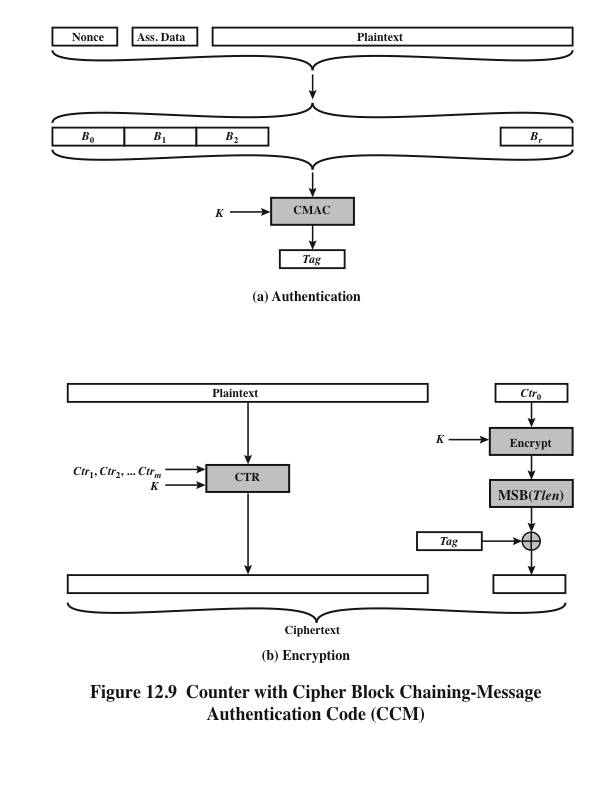 Nonce Ass. Data Plaintext
B0 B1 B2 Br
K CMAC
Tag
(a) Authentication
Plaintext Ctr0
K Encrypt
Ctr1, Ctr2, ... Ctrm
K
CTR
MSB(Tlen)
Tag
Ciphertext
(b) Encryption
Figure 12.9 Counter with Cipher Block Chaining-Message
Authentication Code (CCM)